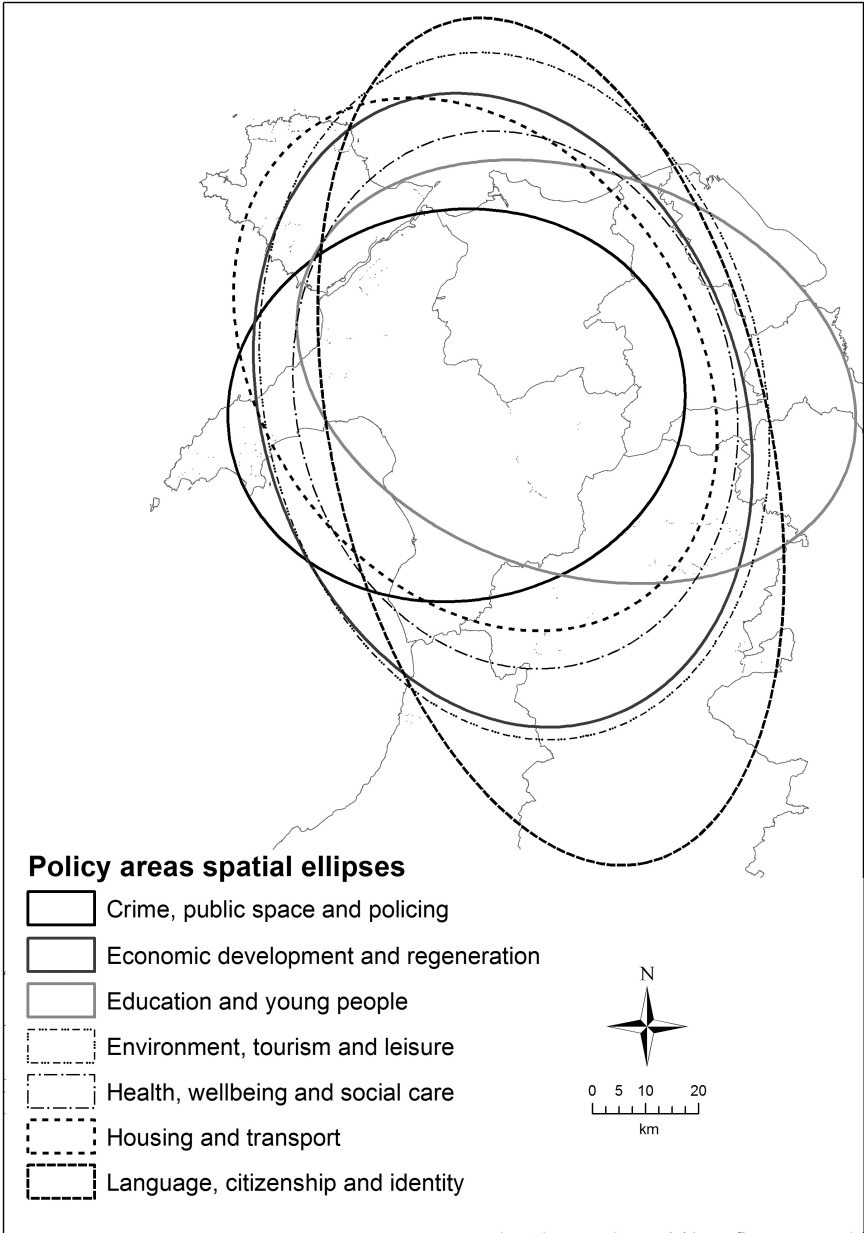 Policy areas spatial ellipses
Crime, public space and policing
Economic development and regeneration
Education and young people
Environment, tourism and leisure
Health, wellbeing and social care
Housing and transport
Language, citizenship and identity
N
0 5 10 20
km